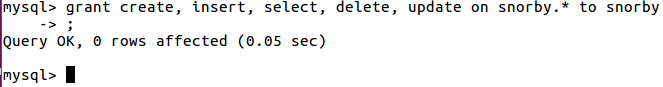 mysql> grant create, insert, select, delete, update on snorby.* to snorby
    -> ;
Query OK, 0 rows affected (0.05 sec)
mysql>